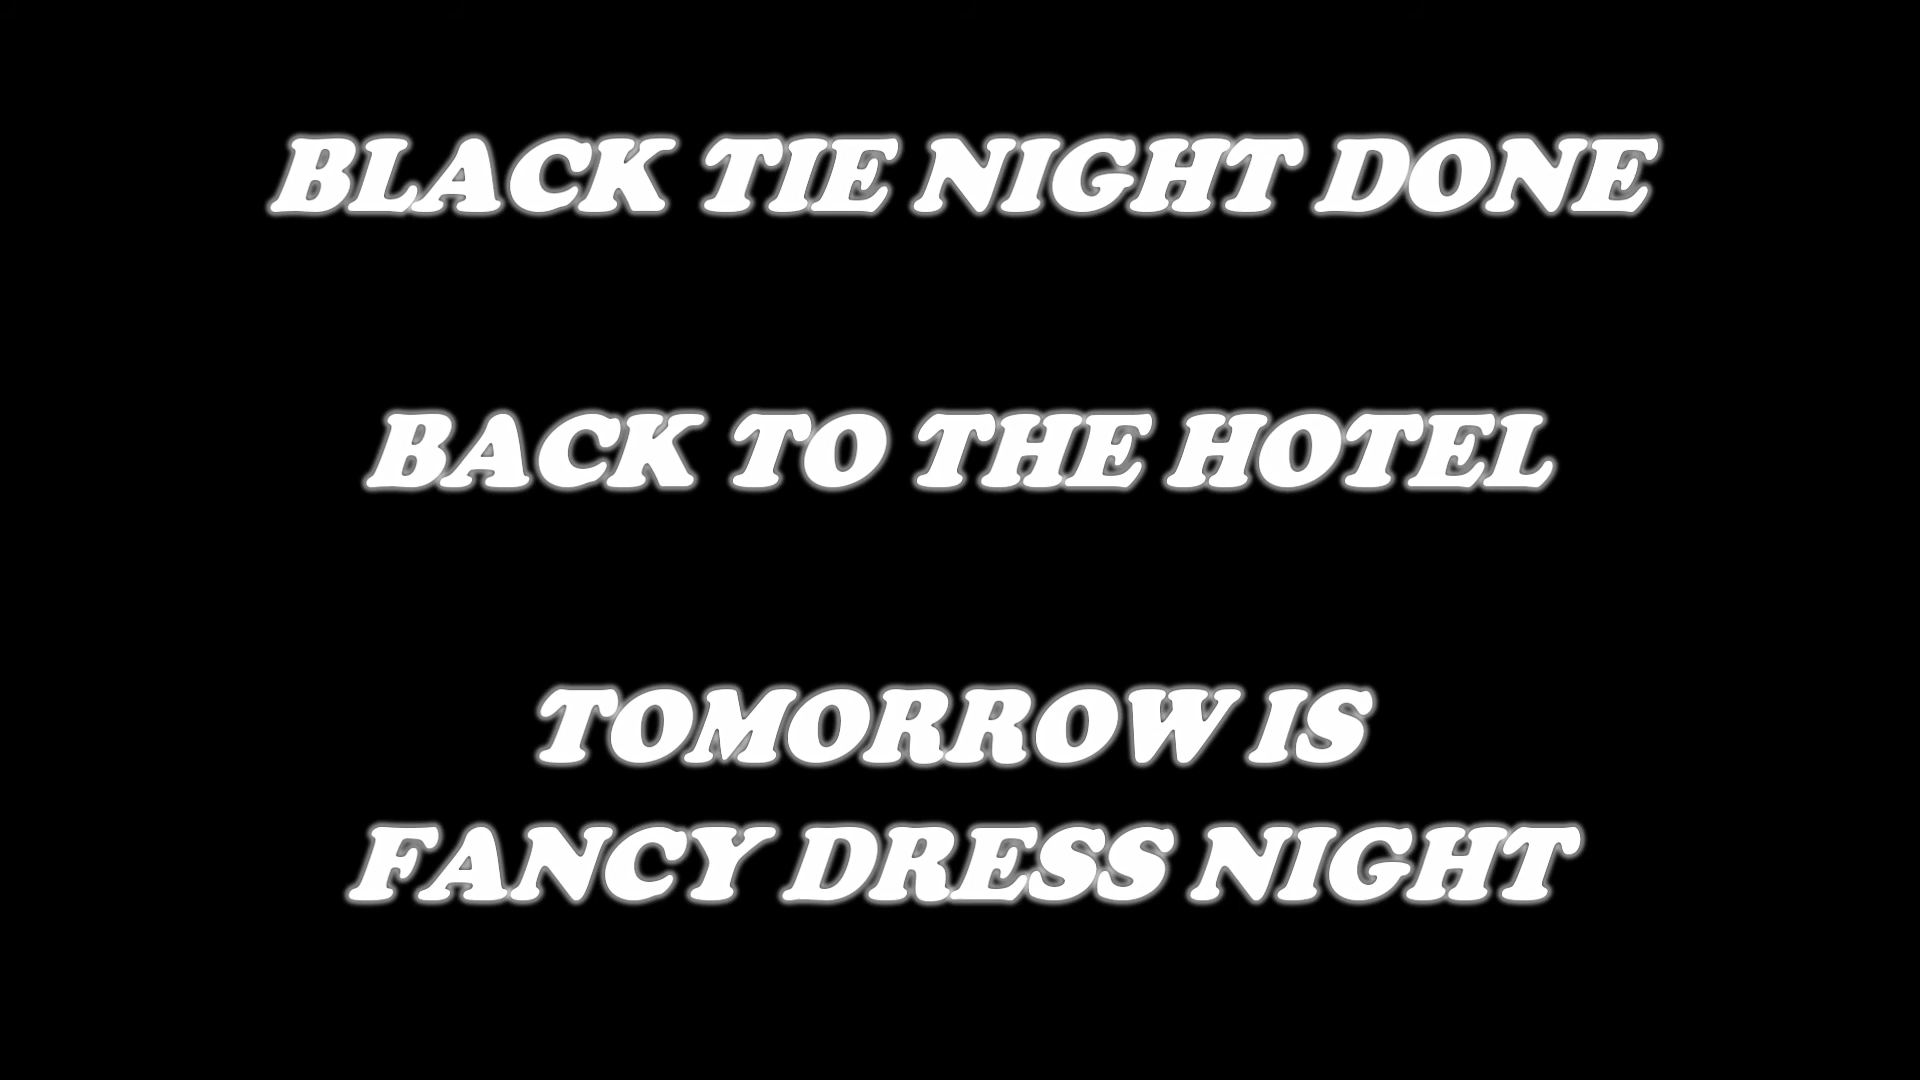 BLACK TIE NIGHT DONE
BACK TO THE HOTEL
TOMORROW IS
FANCY DRESS NIGHT